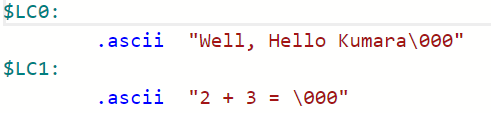 $LC0:
        .ascii  "Well, Hello Kumara\000"
$LC1:
        .ascii  "2 + 3 = \000"